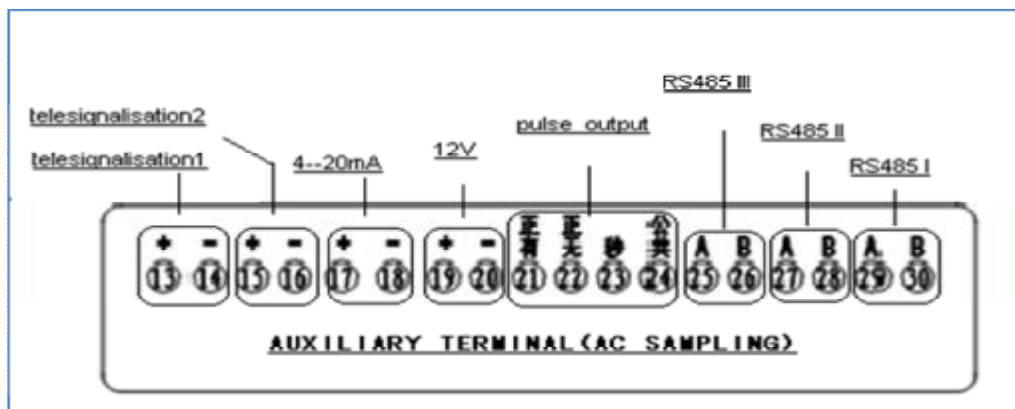 RS485 III
telesignalisation2
pulse output
RS485 II
telesignalisation1
4--20mA
12V
RS485 I
+ - + - + - + - 正有 正无 秒 公共 A B A B A B
13 14 15 16 17 18 19 20 21 22 23 24 25 26 27 28 29 30
AUXILIARY TERMINAL(AC SAMPLING)